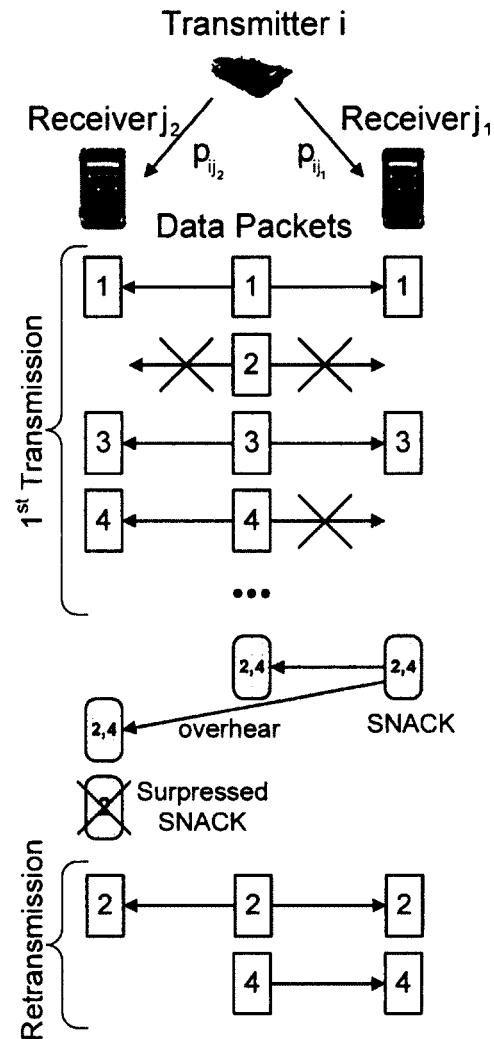 Transmitter i
Receiver j₂ Receiver j₁
p_ij₂ p_ij₁
Data Packets
1st Transmission
1 1 1
2
3 3 3
4 4
...
2,4 2,4
2,4 overhear SNACK
2 Surpressed
SNACK
Retransmission
2 2 2
4 4